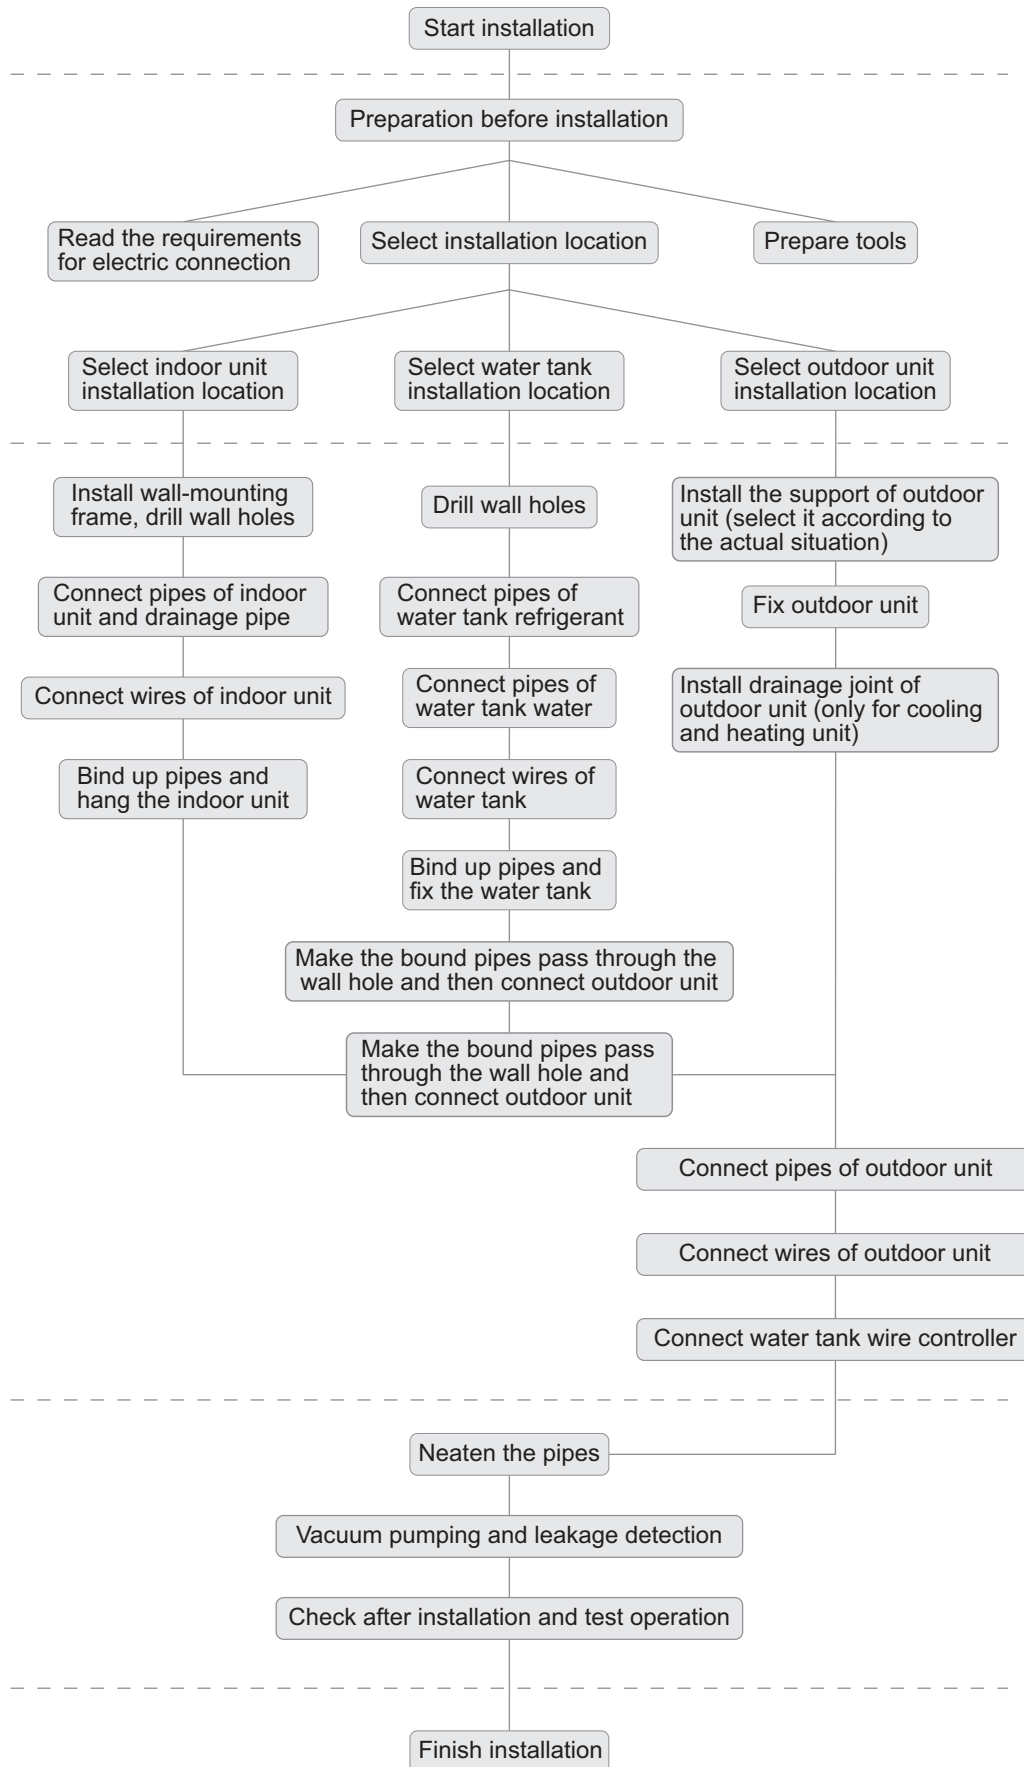 Start installation
Preparation before installation
Read the requirements
for electric connection
Select installation location
Prepare tools
Select indoor unit
installation location
Select water tank
installation location
Select outdoor unit
installation location
Install wall-mounting
frame, drill wall holes
Drill wall holes
Install the support of outdoor
unit (select it according to
the actual situation)
Connect pipes of indoor
unit and drainage pipe
Connect pipes of
water tank refrigerant
Fix outdoor unit
Connect wires of indoor unit
Connect pipes of
water tank water
Install drainage joint of
outdoor unit (only for cooling
and heating unit)
Bind up pipes and
hang the indoor unit
Connect wires of
water tank
Bind up pipes and
fix the water tank
Make the bound pipes pass through the
wall hole and then connect outdoor unit
Make the bound pipes pass
through the wall hole and
then connect outdoor unit
Connect pipes of outdoor unit
Connect wires of outdoor unit
Connect water tank wire controller
Neaten the pipes
Vacuum pumping and leakage detection
Check after installation and test operation
Finish installation